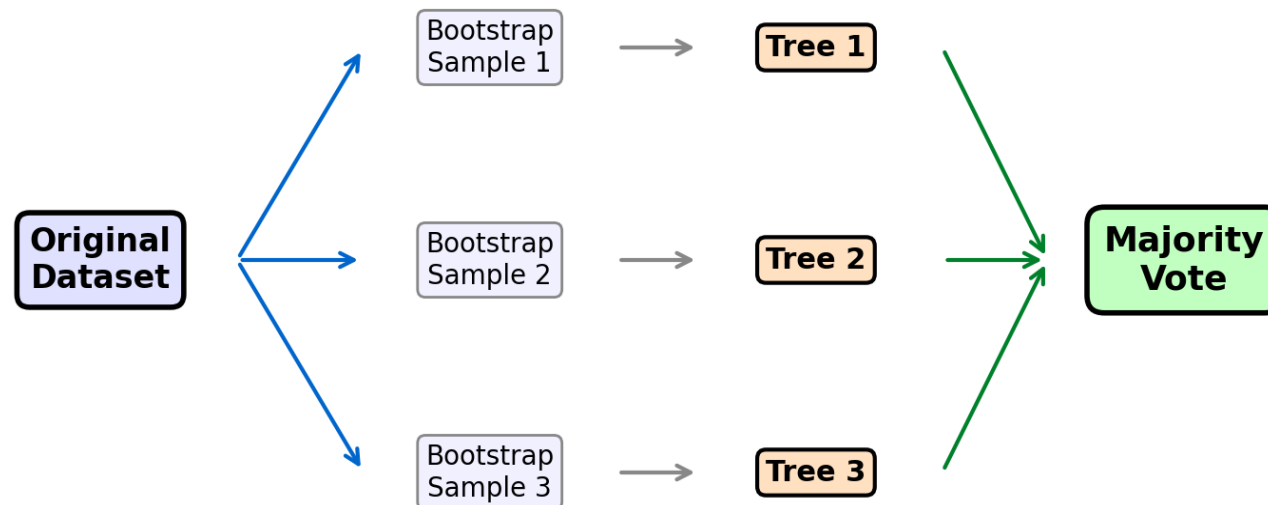 Bootstrap
Sample 1
Tree 1
Original
Dataset
Bootstrap
Sample 2
Tree 2
Majority
Vote
Bootstrap
Sample 3
Tree 3